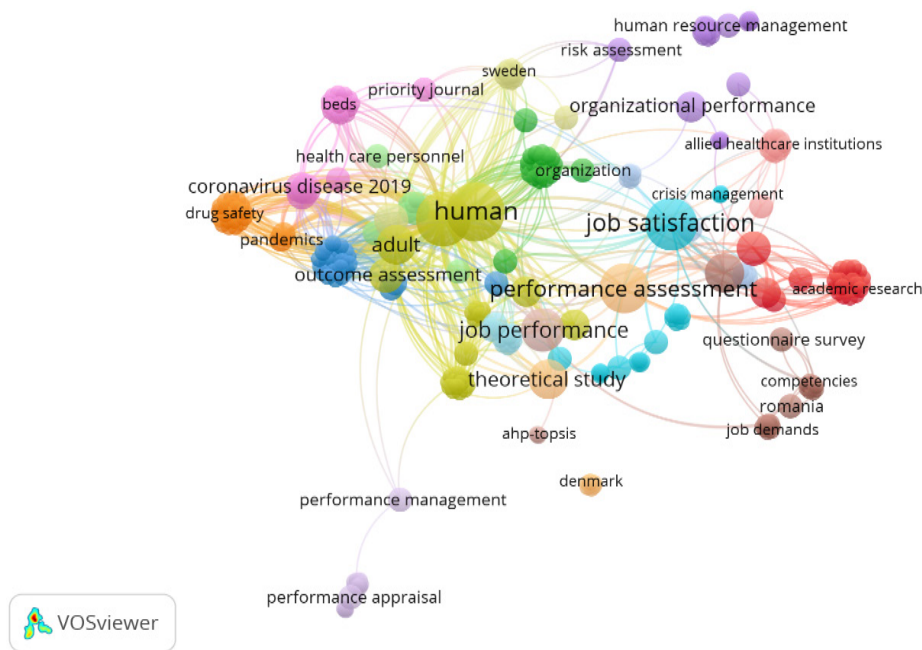 human resource management
risk assessment
sweden
priority journal
beds
organizational performance
health care personnel
allied healthcare institutions
organization
coronavirus disease 2019
crisis management
drug safety
human
job satisfaction
pandemics
adult
outcome assessment
performance assessment
academic research
job performance
questionnaire survey
theoretical study
competencies
romania
ahp-topsis
job demands
denmark
performance management
performance appraisal
VOSviewer